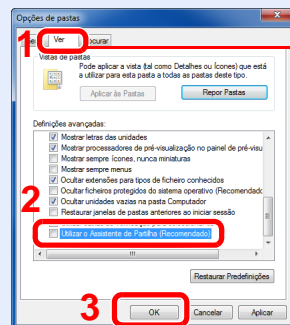 Opções de pastas
1
Ver
ocurar
Vistas de pastas
Pode aplicar a vista (tal como Detalhes ou Ícones) que está
a utilizar para esta pasta a todas as pastas deste tipo.
Aplicar às Pastas
Repor Pastas
Definições avançadas:
Mostrar letras das unidades
Mostrar processadores de pré-visualização no painel de pré-visu
Mostrar sempre ícones, nunca miniaturas
Mostrar sempre menus
Ocultar extensões para tipos de ficheiro conhecidos
Ocultar ficheiros protegidos do sistema operativo (Recomendado
2
Ocultar unidades vazias na pasta Computador
Restaurar janelas de pastas anteriores ao iniciar sessão
Utilizar o Assistente de Partilha (Recomendado)
Restaurar Predefinições
3
OK
Cancelar
Aplicar